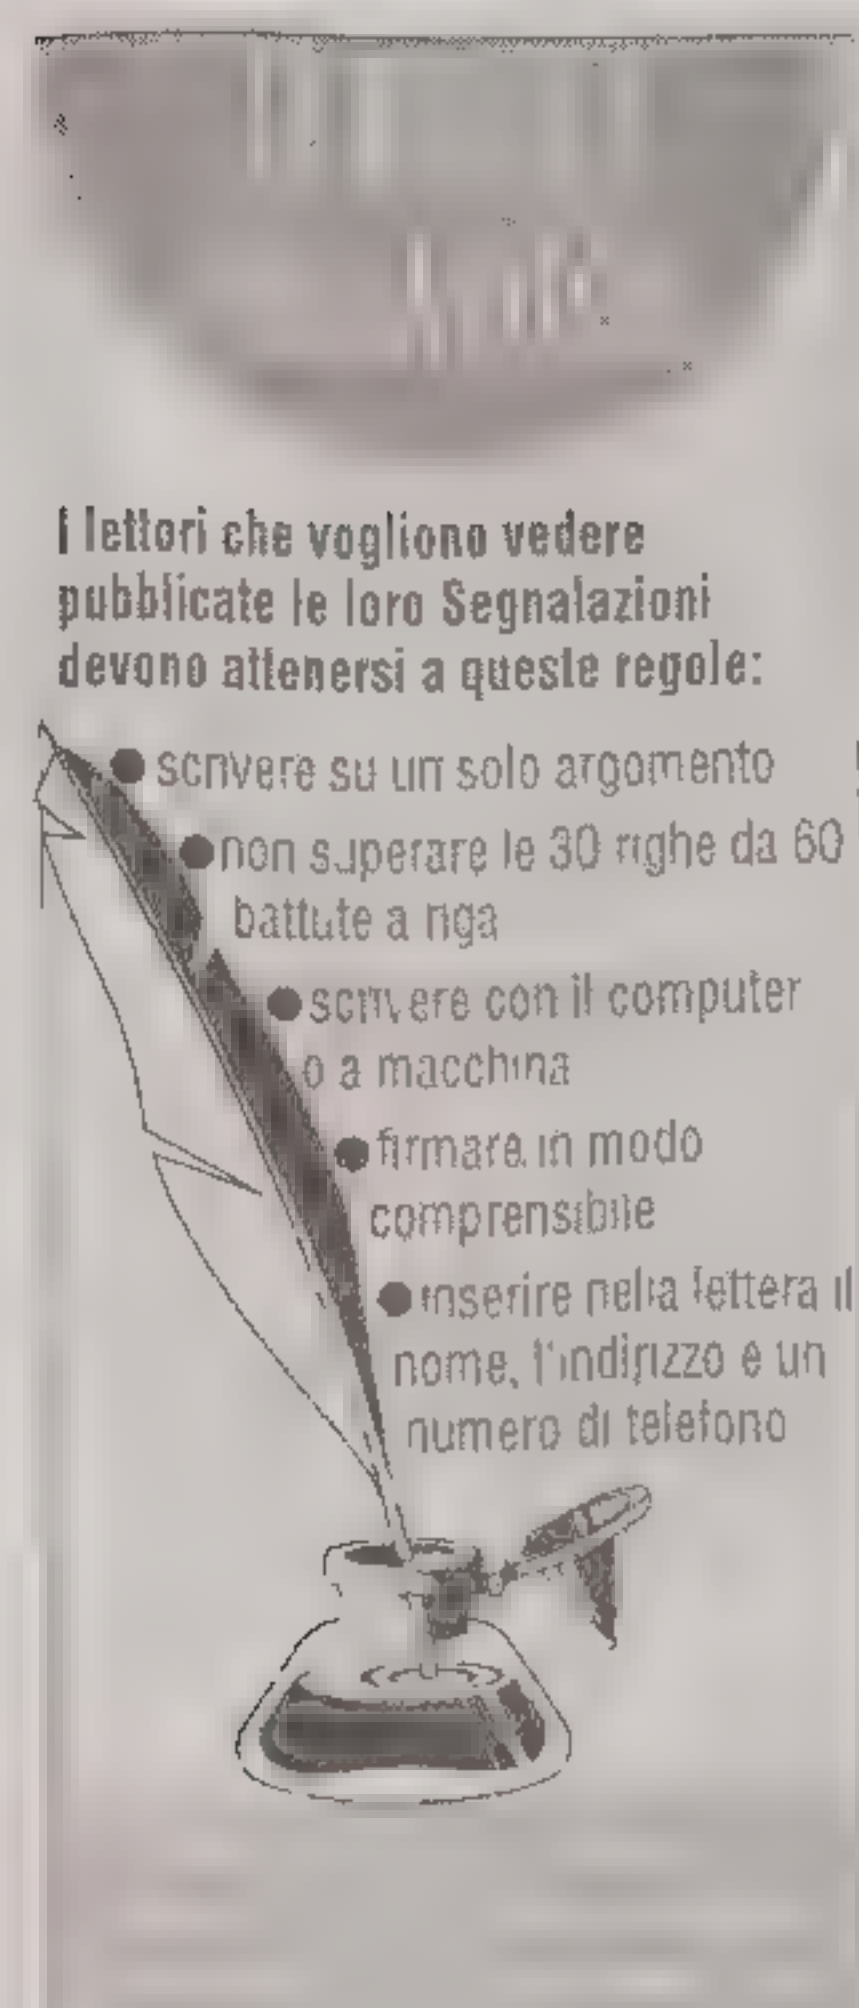 I lettori che vogliono vedere
pubblicate le loro Segnalazioni
devono attenersi a queste regole:
● scrivere su un solo argomento
● non superare le 30 righe da 60
battute a riga
● scrivere con il computer
o a macchina
● firmare in modo
comprensibile
● inserire nella lettera il
nome, l'indirizzo e un
numero di telefono